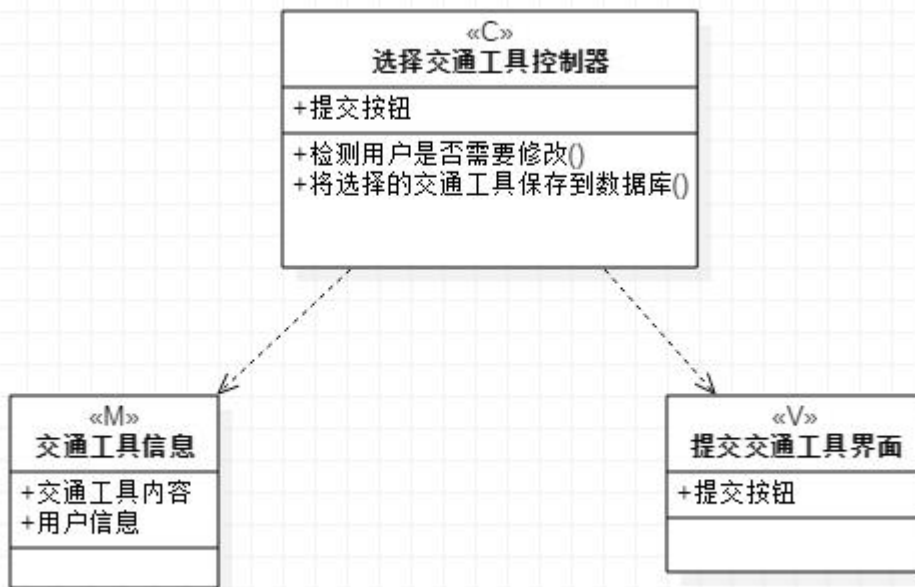 «C»
选择交通工具控制器
+提交按钮
+检测用户是否需要修改()
+将选择的交通工具保存到数据库()
«M»
交通工具信息
+交通工具内容
+用户信息
«V»
提交交通工具界面
+提交按钮